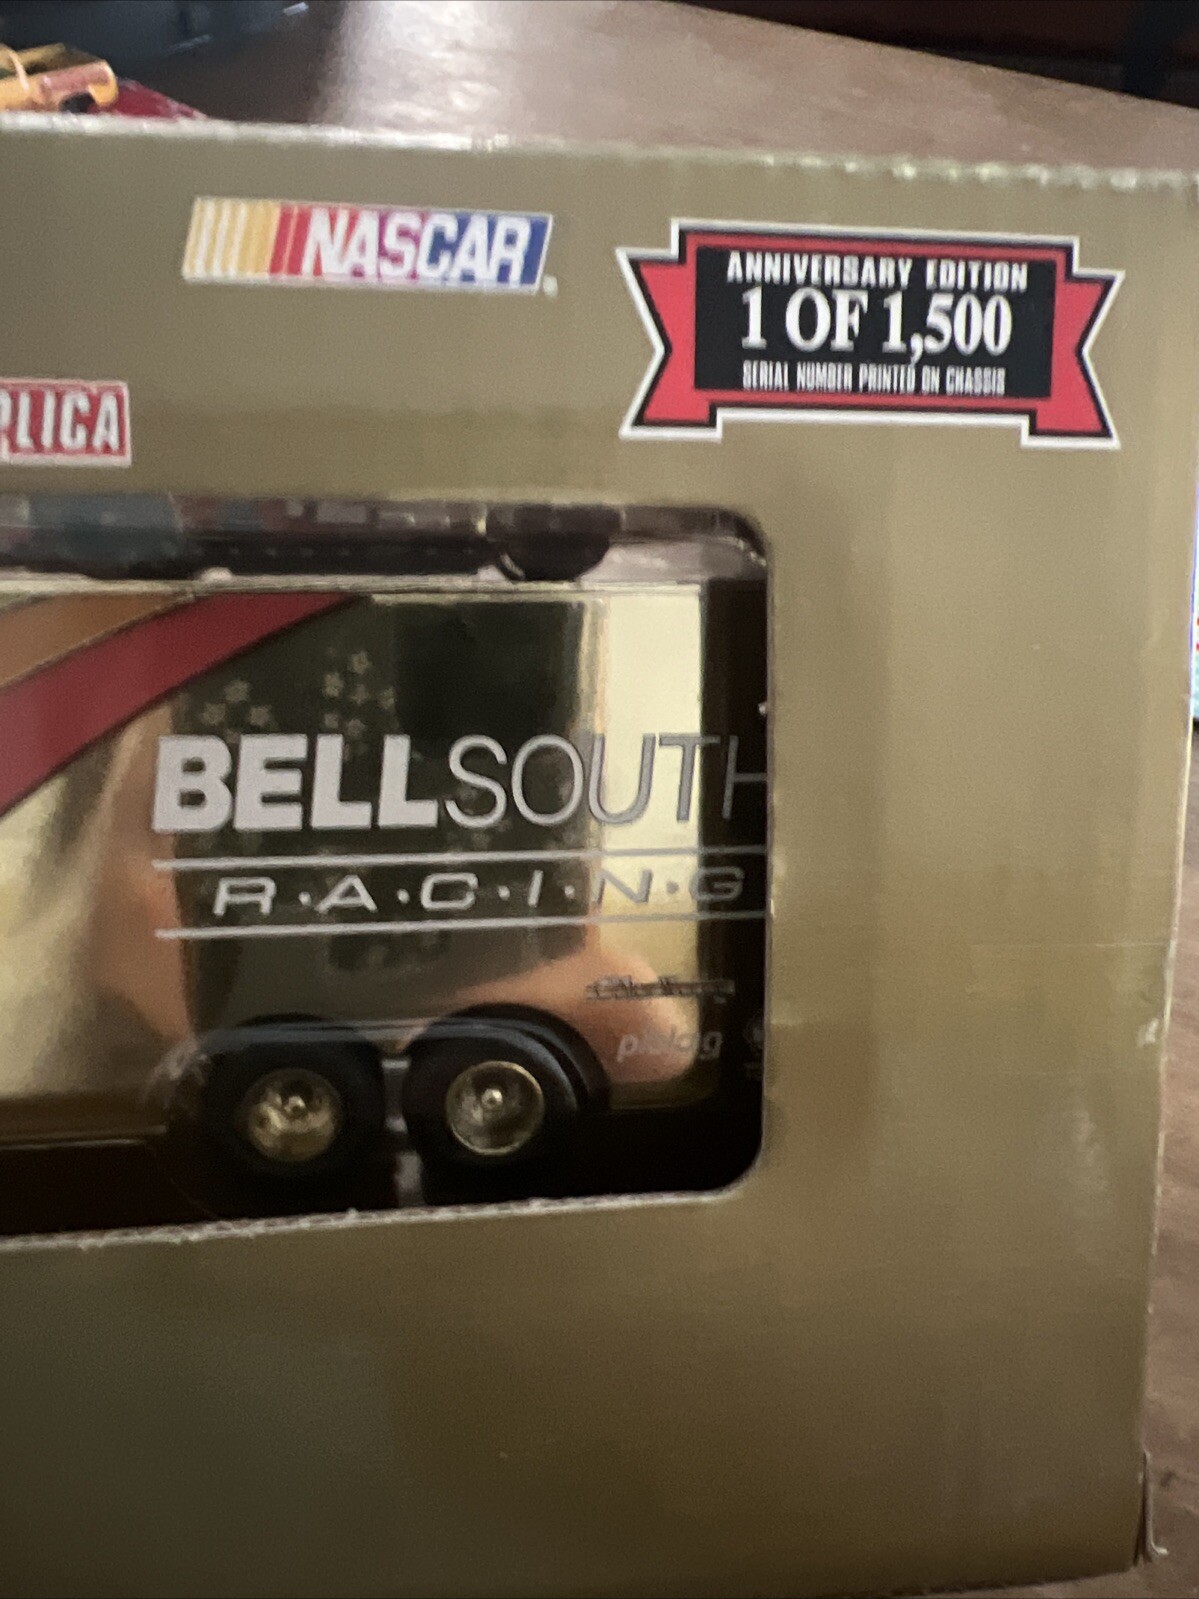 NASCAR
ANNIVERSARY EDITION
1 OF 1,500
SERIAL NUMBER PRINTED ON CHASSIS
PLICA
BELLSOUTH
R·A·C·I·N·G